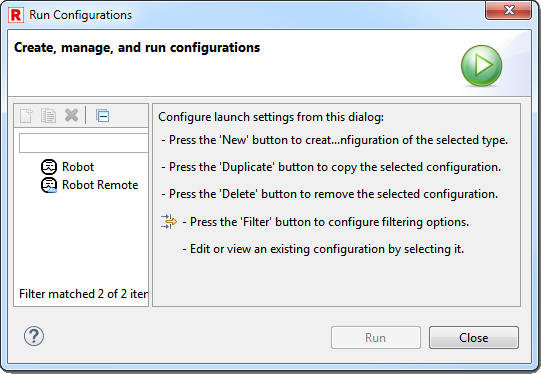 Run Configurations
Create, manage, and run configurations
Robot
Robot Remote
Filter matched 2 of 2 iter
Configure launch settings from this dialog:
- Press the 'New' button to creat...nfiguration of the selected type.
- Press the 'Duplicate' button to copy the selected configuration.
- Press the 'Delete' button to remove the selected configuration.
- Press the 'Filter' button to configure filtering options.
- Edit or view an existing configuration by selecting it.
Run
Close